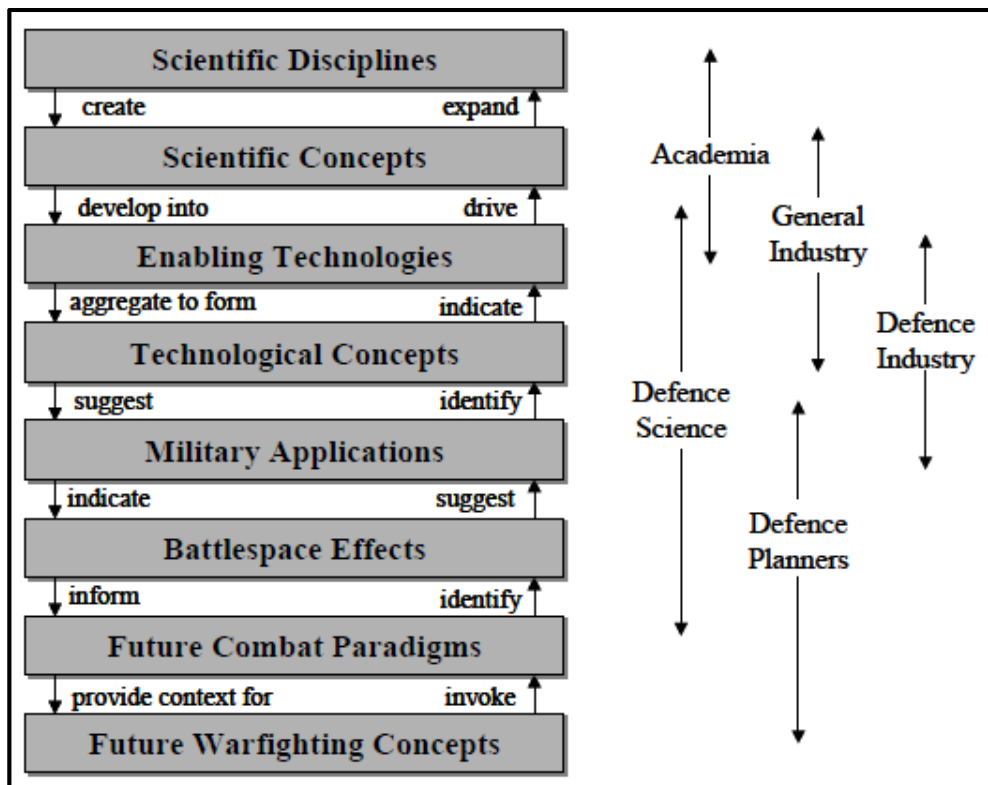 Scientific Disciplines
create
expand
Scientific Concepts
develop into
drive
Enabling Technologies
aggregate to form
indicate
Technological Concepts
suggest
identify
Military Applications
indicate
suggest
Battlespace Effects
inform
identify
Future Combat Paradigms
provide context for
invoke
Future Warfighting Concepts
Academia
General
Industry
Defence
Industry
Defence
Science
Defence
Planners